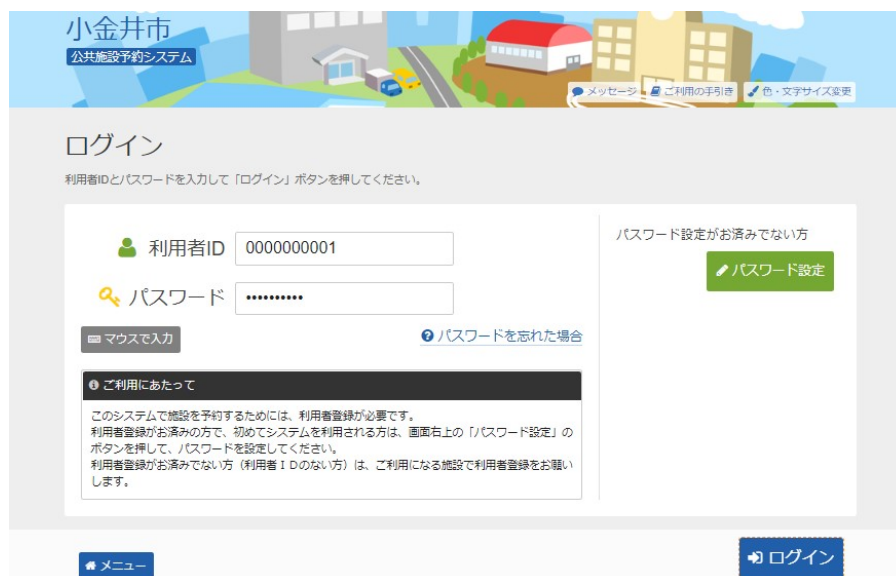 小金井市
公共施設予約システム
メッセージ ご利用の手引き 色・文字サイズ変更
ログイン
利用者IDとパスワードを入力して「ログイン」ボタンを押してください。
利用者ID 0000000001
パスワード ••••••••••
マウスで入力 パスワードを忘れた場合
ご利用にあたって
このシステムで施設を予約するためには、利用者登録が必要です。
利用者登録がお済みの方で、初めてシステムを利用される方は、画面右上の「パスワード設定」の
ボタンを押して、パスワードを設定してください。
利用者登録がお済みでない方（利用者ＩＤのない方）は、ご利用になる施設で利用者登録をお願い
します。
パスワード設定がお済みでない方
パスワード設定
メニュー
ログイン